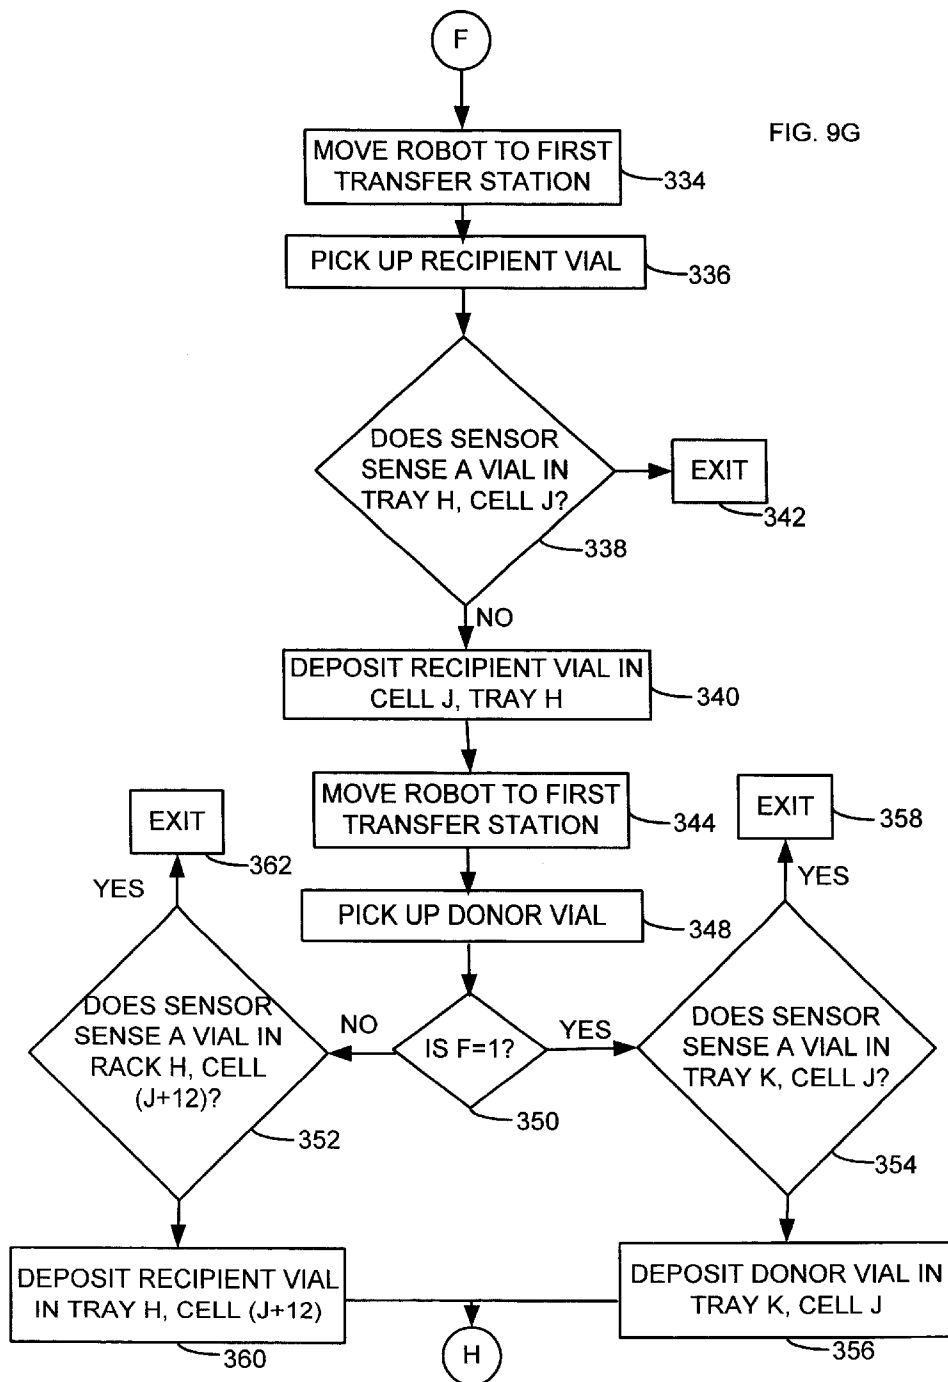 F
FIG. 9G
MOVE ROBOT TO FIRST
TRANSFER STATION
334
PICK UP RECIPIENT VIAL
336
DOES SENSOR
SENSE A VIAL IN
TRAY H, CELL J?
338
EXIT
342
NO
DEPOSIT RECIPIENT VIAL IN
CELL J, TRAY H
340
MOVE ROBOT TO FIRST
TRANSFER STATION
344
EXIT
362
YES
EXIT
358
YES
PICK UP DONOR VIAL
348
DOES SENSOR
SENSE A VIAL IN
RACK H, CELL
(J+12)?
352
NO
IS F=1?
350
YES
DOES SENSOR
SENSE A VIAL IN
TRAY K, CELL J?
354
DEPOSIT RECIPIENT VIAL
IN TRAY H, CELL (J+12)
360
DEPOSIT DONOR VIAL IN
TRAY K, CELL J
356
H